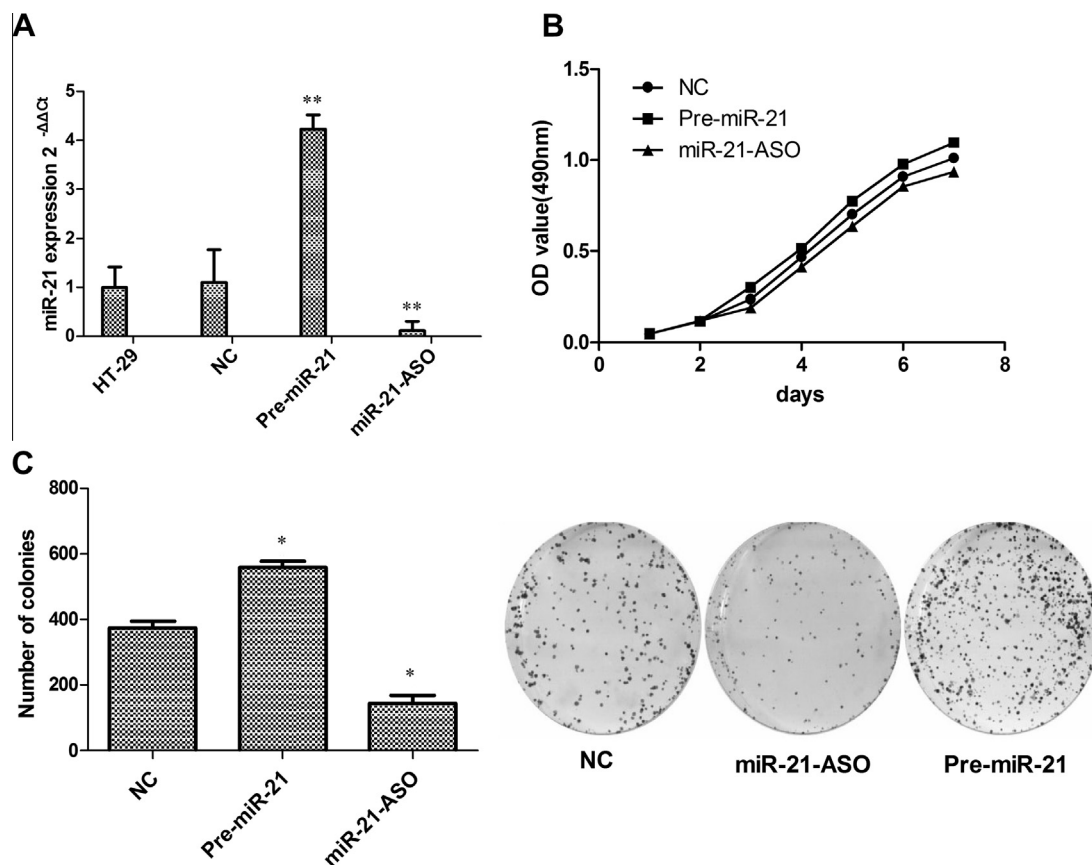 A
miR-21 expression 2 -ΔΔCt
5
4
3
2
1
0
**
**
HT-29
NC
Pre-miR-21
miR-21-ASO
B
OD value(490nm)
1.5
1.0
0.5
0.0
NC
Pre-miR-21
miR-21-ASO
0
2
4
6
8
days
C
Number of colonies
800
600
400
200
0
*
*
NC
Pre-miR-21
miR-21-ASO
NC
miR-21-ASO
Pre-miR-21